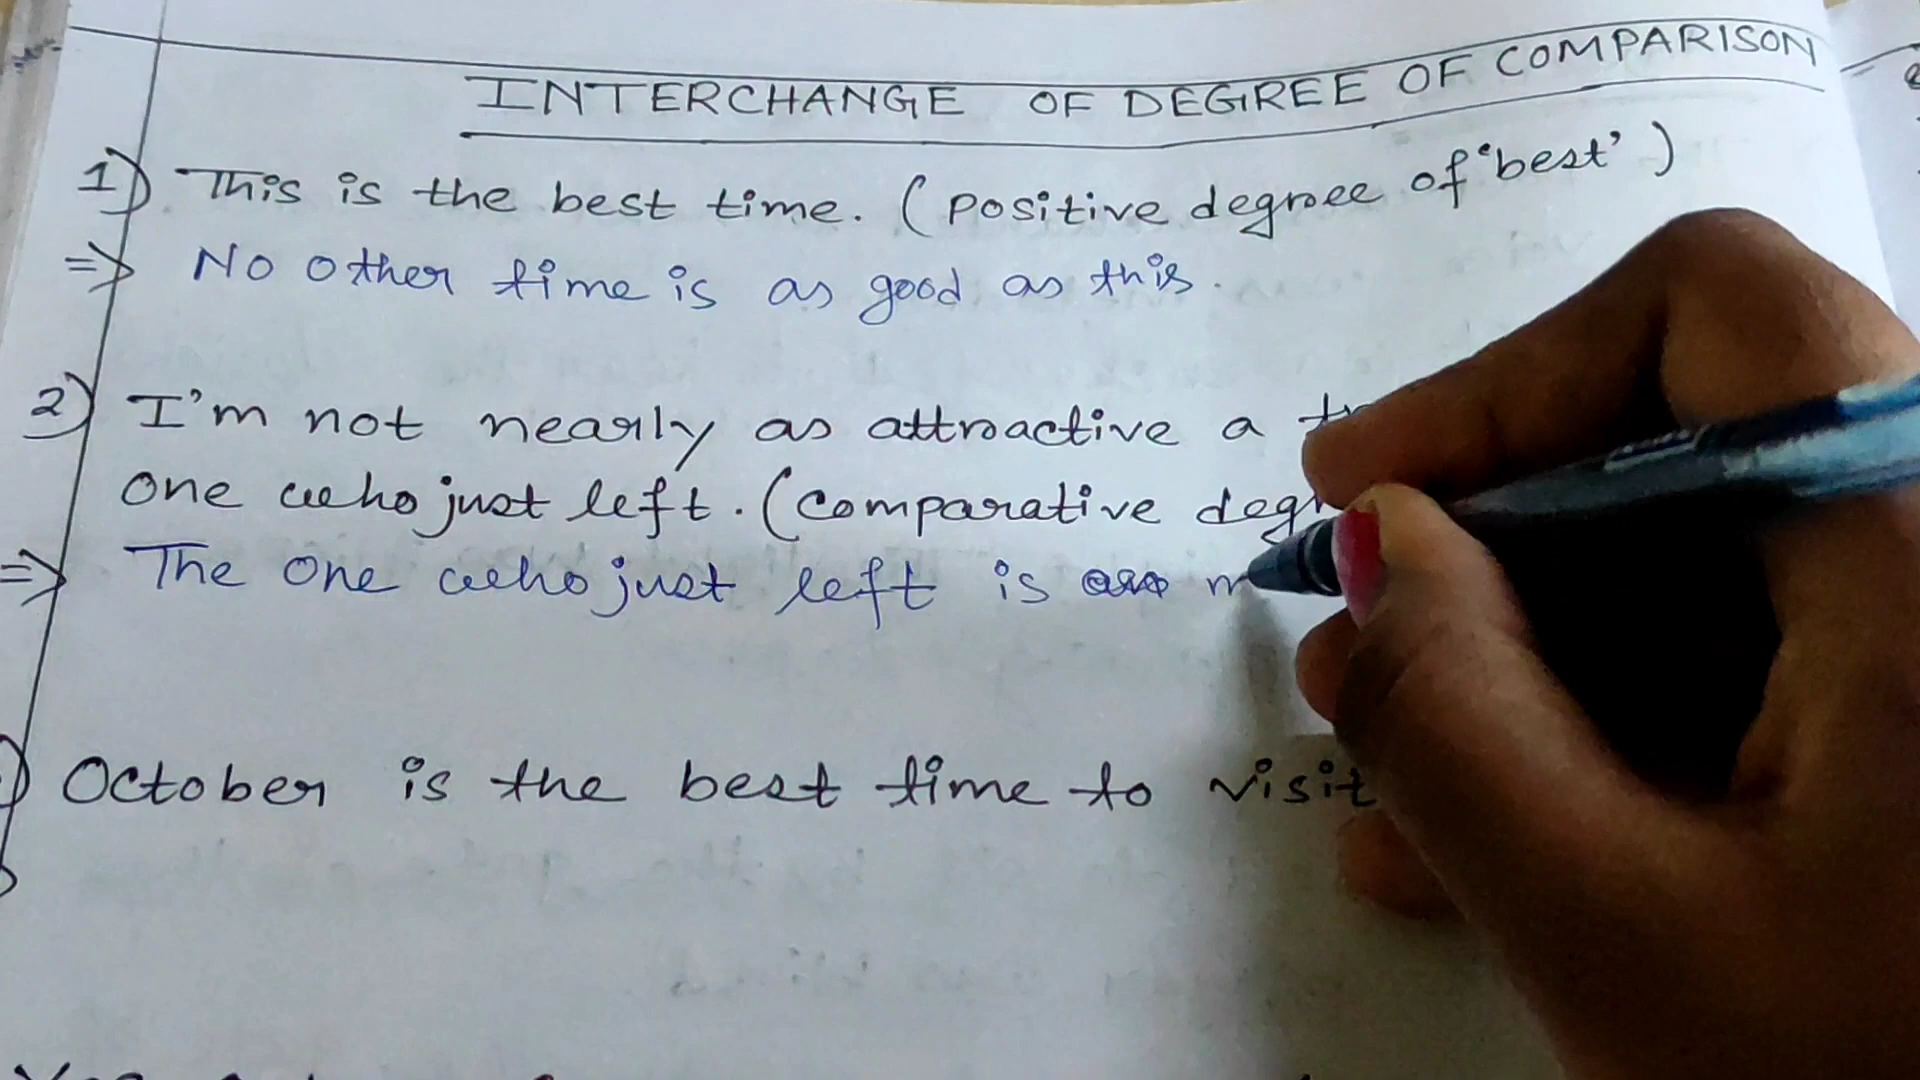 INTERCHANGE OF DEGREE OF COMPARISON
1) This is the best time. (positive degree of 'best')
=> No other time is as good as this.
2) I'm not nearly as attractive a
one who just left. (comparative
=> The one who just left is
October is the best time to visit